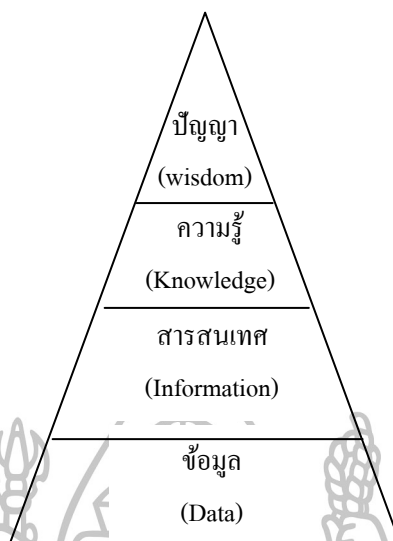 ปัญญา
(wisdom)
ความรู้
(Knowledge)
สารสนเทศ
(Information)
ข้อมูล
(Data)